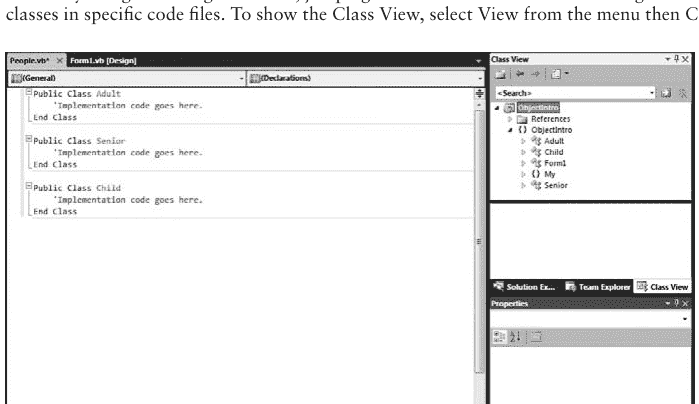 classes in specific code files. To show the Class View, select View from the menu then C
People.vb* × Form1.vb [Design]
(General)
(Declarations)
Public Class Adult
'Implementation code goes here.
End Class
Public Class Senior
'Implementation code goes here.
End Class
Public Class Child
'Implementation code goes here.
End Class
Class View
<Search>
ObjectIntro
References
{} ObjectIntro
Adult
Child
Form1
{} My
Senior
Solution Ex...
Team Explorer
Class View
Properties